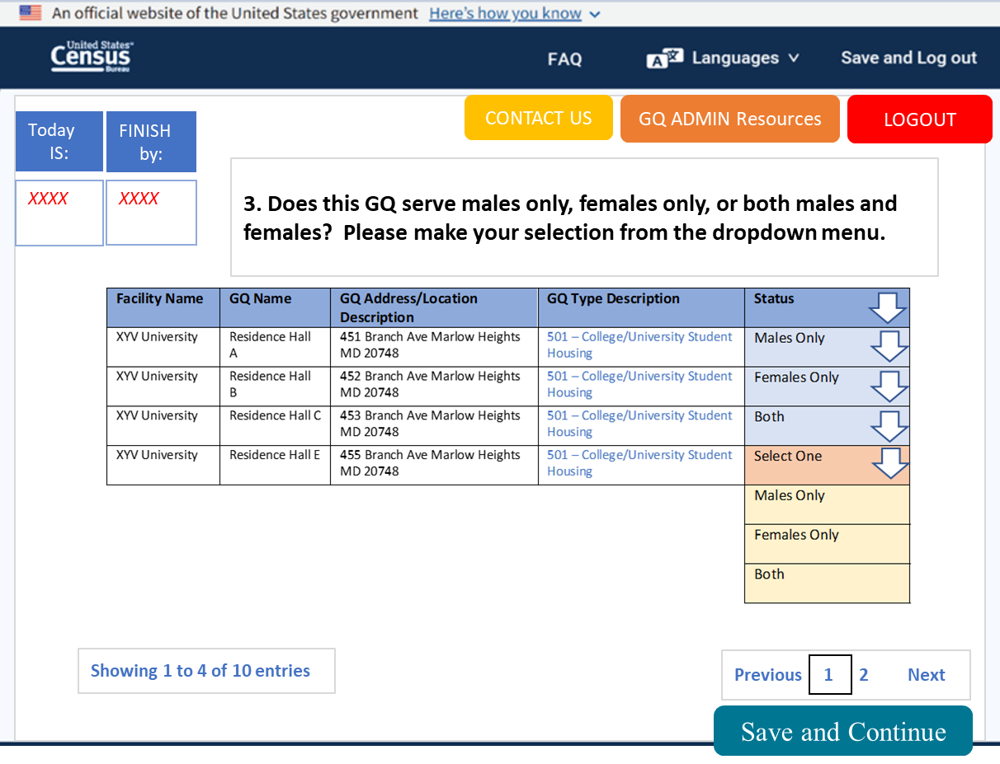 An official website of the United States government Here's how you know
United States®
Census
Bureau
FAQ
A文 Languages
Save and Log out
CONTACT US
GQ ADMIN Resources
LOGOUT
Today
IS:
FINISH
by:
XXXX
XXXX
3. Does this GQ serve males only, females only, or both males and
females? Please make your selection from the dropdown menu.
Facility Name
GQ Name
GQ Address/Location
Description
GQ Type Description
Status
XYV University
Residence Hall
A
451 Branch Ave Marlow Heights
MD 20748
501 – College/University Student
Housing
Males Only
XYV University
Residence Hall
B
452 Branch Ave Marlow Heights
MD 20748
501 – College/University Student
Housing
Females Only
XYV University
Residence Hall C
453 Branch Ave Marlow Heights
MD 20748
501 – College/University Student
Housing
Both
XYV University
Residence Hall E
455 Branch Ave Marlow Heights
MD 20748
501 – College/University Student
Housing
Select One
Males Only
Females Only
Both
Showing 1 to 4 of 10 entries
Previous 1 2 Next
Save and Continue